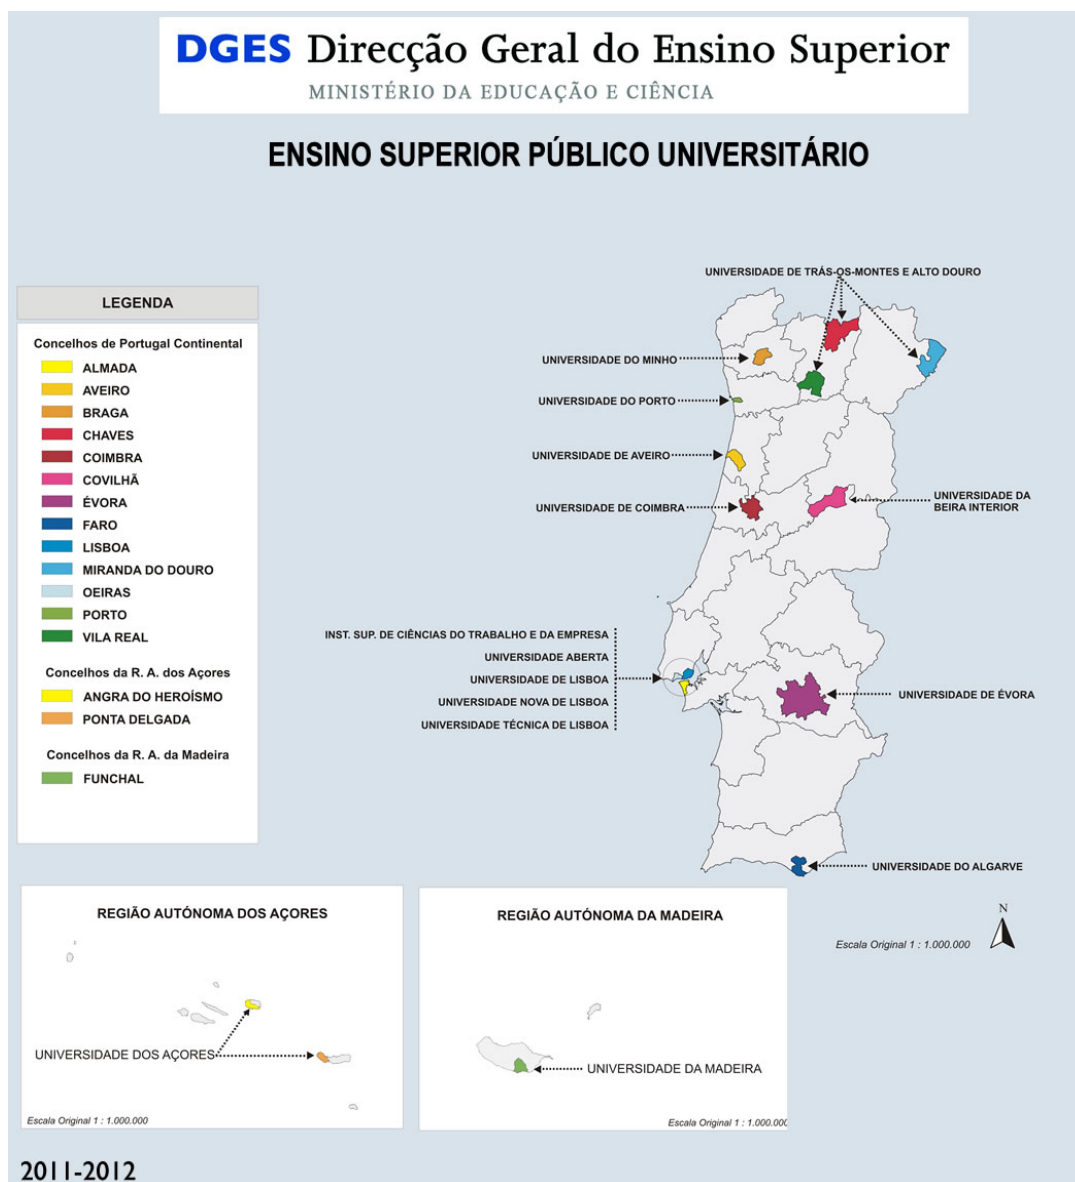 DGES Direcção Geral do Ensino Superior
MINISTÉRIO DA EDUCAÇÃO E CIÊNCIA
ENSINO SUPERIOR PÚBLICO UNIVERSITÁRIO
LEGENDA
Concelhos de Portugal Continental
ALMADA
AVEIRO
BRAGA
CHAVES
COIMBRA
COVILHÃ
ÉVORA
FARO
LISBOA
MIRANDA DO DOURO
OEIRAS
PORTO
VILA REAL
Concelhos da R. A. dos Açores
ANGRA DO HEROÍSMO
PONTA DELGADA
Concelhos da R. A. da Madeira
FUNCHAL
UNIVERSIDADE DE TRÁS-OS-MONTES E ALTO DOURO
UNIVERSIDADE DO MINHO
UNIVERSIDADE DO PORTO
UNIVERSIDADE DE AVEIRO
UNIVERSIDADE DE COIMBRA
UNIVERSIDADE DA
BEIRA INTERIOR
INST. SUP. DE CIÊNCIAS DO TRABALHO E DA EMPRESA
UNIVERSIDADE ABERTA
UNIVERSIDADE DE LISBOA
UNIVERSIDADE NOVA DE LISBOA
UNIVERSIDADE TÉCNICA DE LISBOA
UNIVERSIDADE DE ÉVORA
UNIVERSIDADE DO ALGARVE
REGIÃO AUTÓNOMA DOS AÇORES
UNIVERSIDADE DOS AÇORES
Escala Original 1 : 1.000.000
REGIÃO AUTÓNOMA DA MADEIRA
UNIVERSIDADE DA MADEIRA
Escala Original 1 : 1.000.000
N
Escala Original 1 : 1.000.000
2011-2012